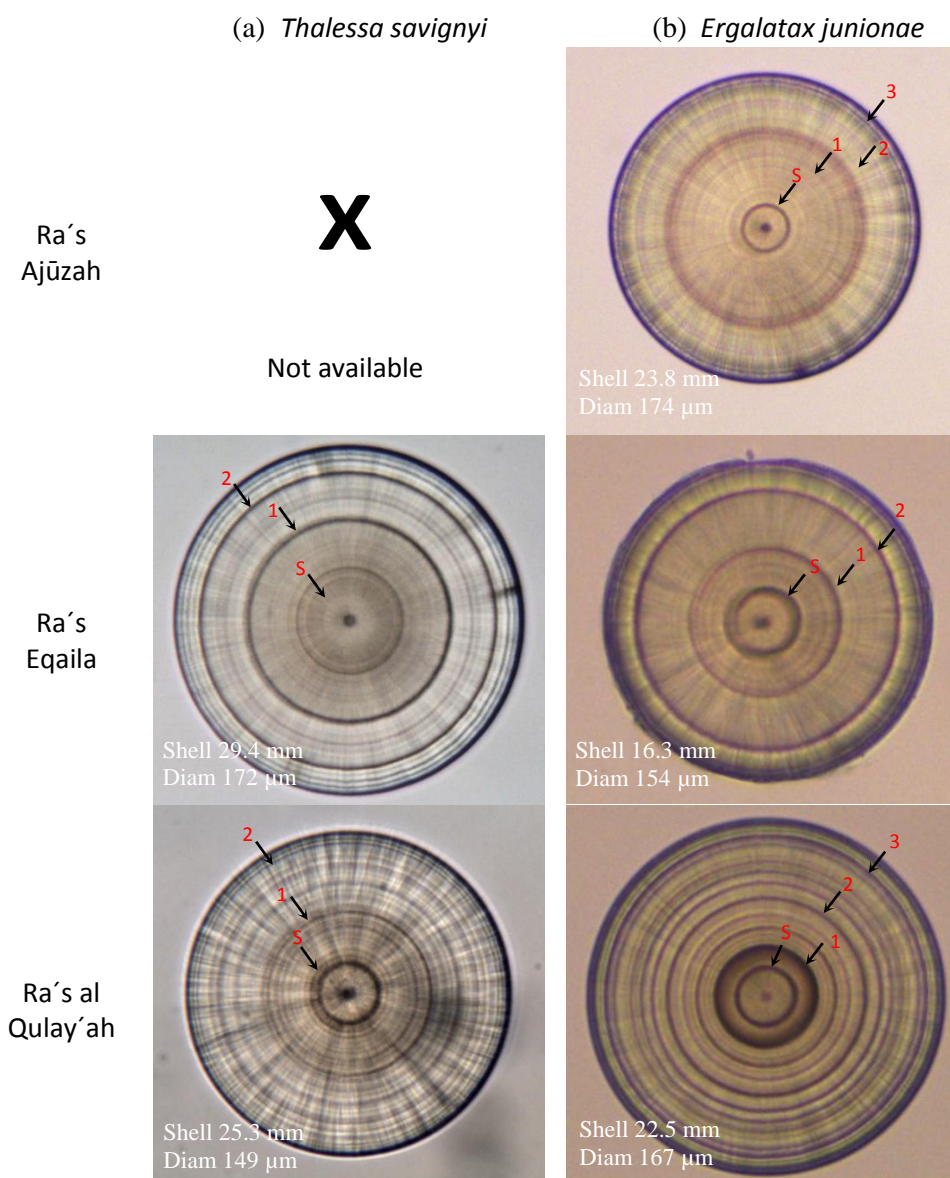 (a) Thalessa savignyi
(b) Ergalatax junionae
Ra´s
Ajūzah
X
Not available
3
1
2
S
Shell 23.8 mm
Diam 174 µm
Ra´s
Eqaila
2
1
S
Shell 29.4 mm
Diam 172 µm
2
1
S
Shell 16.3 mm
Diam 154 µm
Ra´s al
Qulay´ah
2
1
S
Shell 25.3 mm
Diam 149 µm
3
2
S
1
Shell 22.5 mm
Diam 167 µm